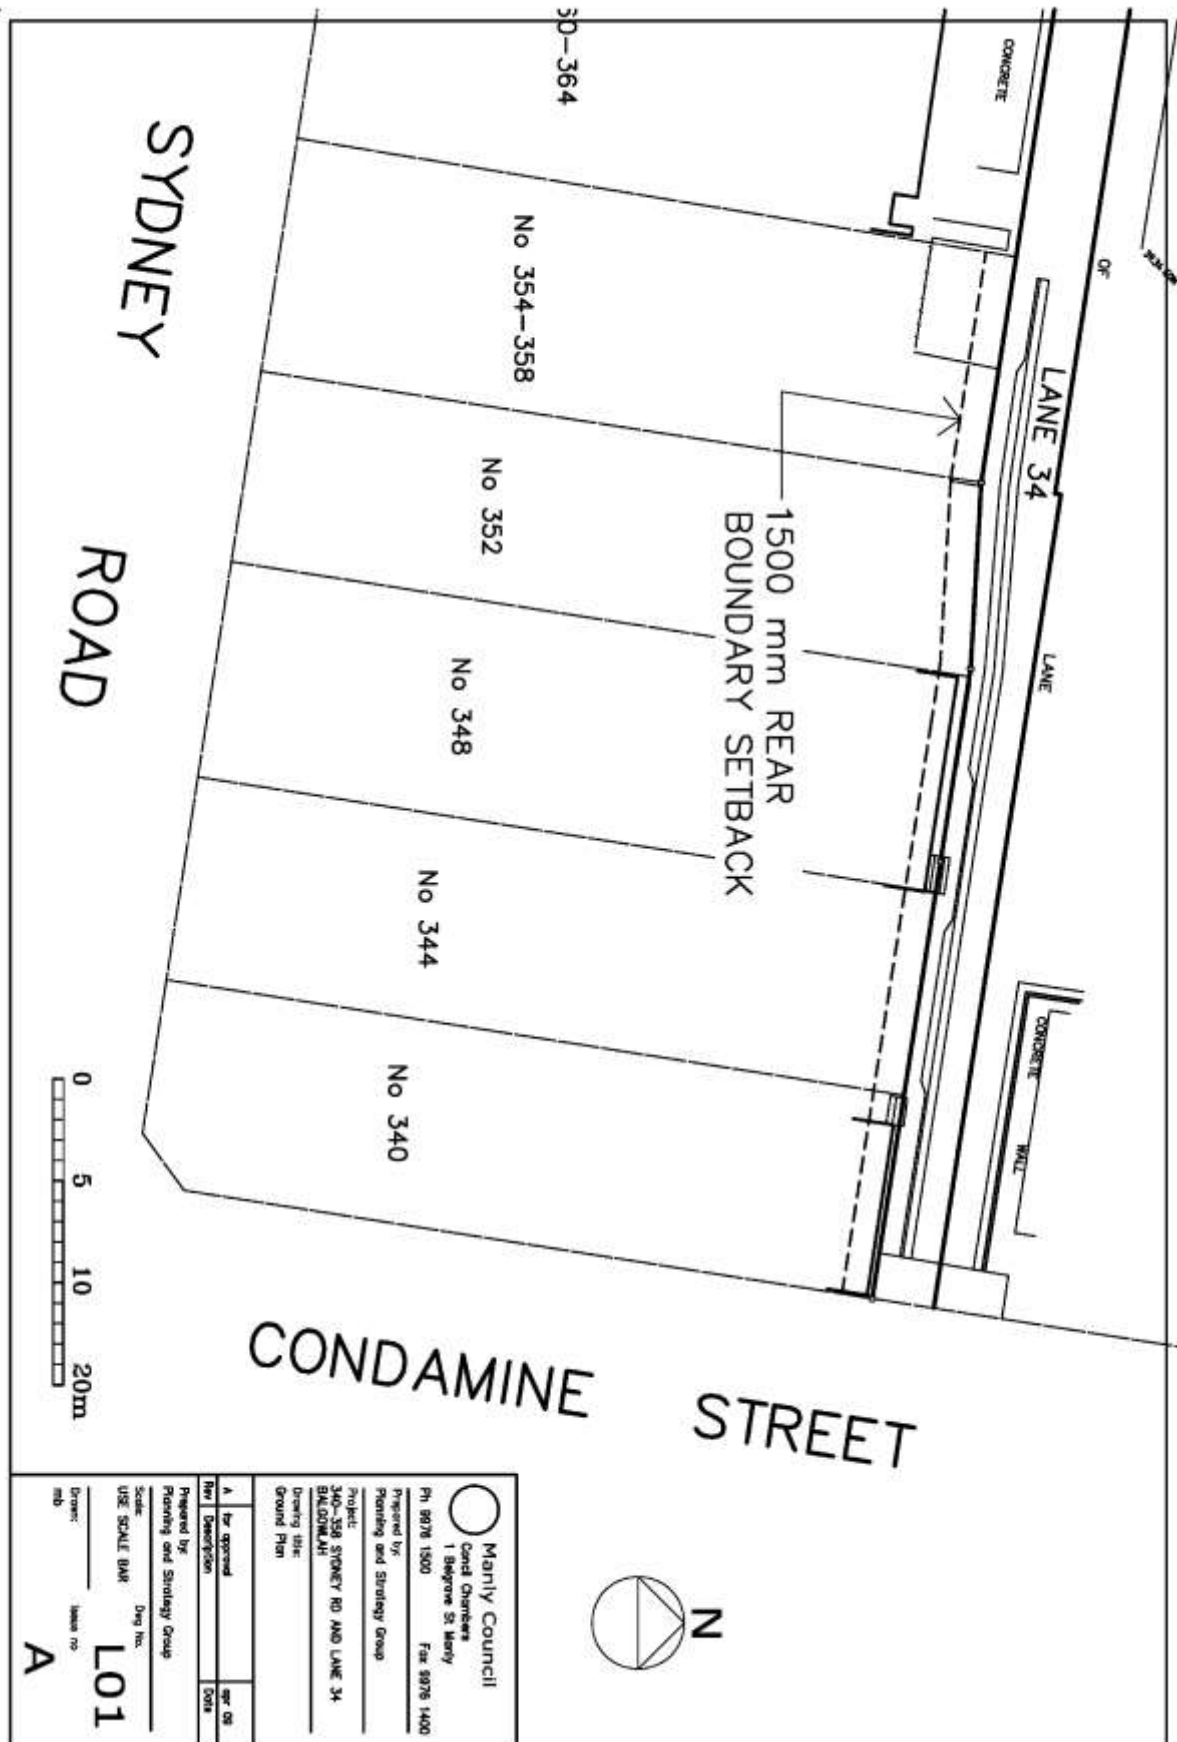 CONCRETE
OF
LANE 34
LANE
CONCRETE
WALL
No 354-358
No 352
No 348
No 344
No 340
1500 mm REAR
BOUNDARY SETBACK
SYDNEY ROAD
CONDAMINE STREET
0 5 10 20m
N
Manly Council
Concil Chambers
1 Belgrave St Manly
Ph 9976 1500 Fax 9976 1400
Prepared by:
Planning and Strategy Group
Project:
340-358 SYDNEY RD AND LANE 34
BALGOWLAH
Drawing title:
Ground Plan
A for approval apr 09
Rev Description Date
Prepared by:
Planning and Strategy Group
Scale: Dwg No.
USE SCALE BAR L01
Drawn: Issue no
mb A